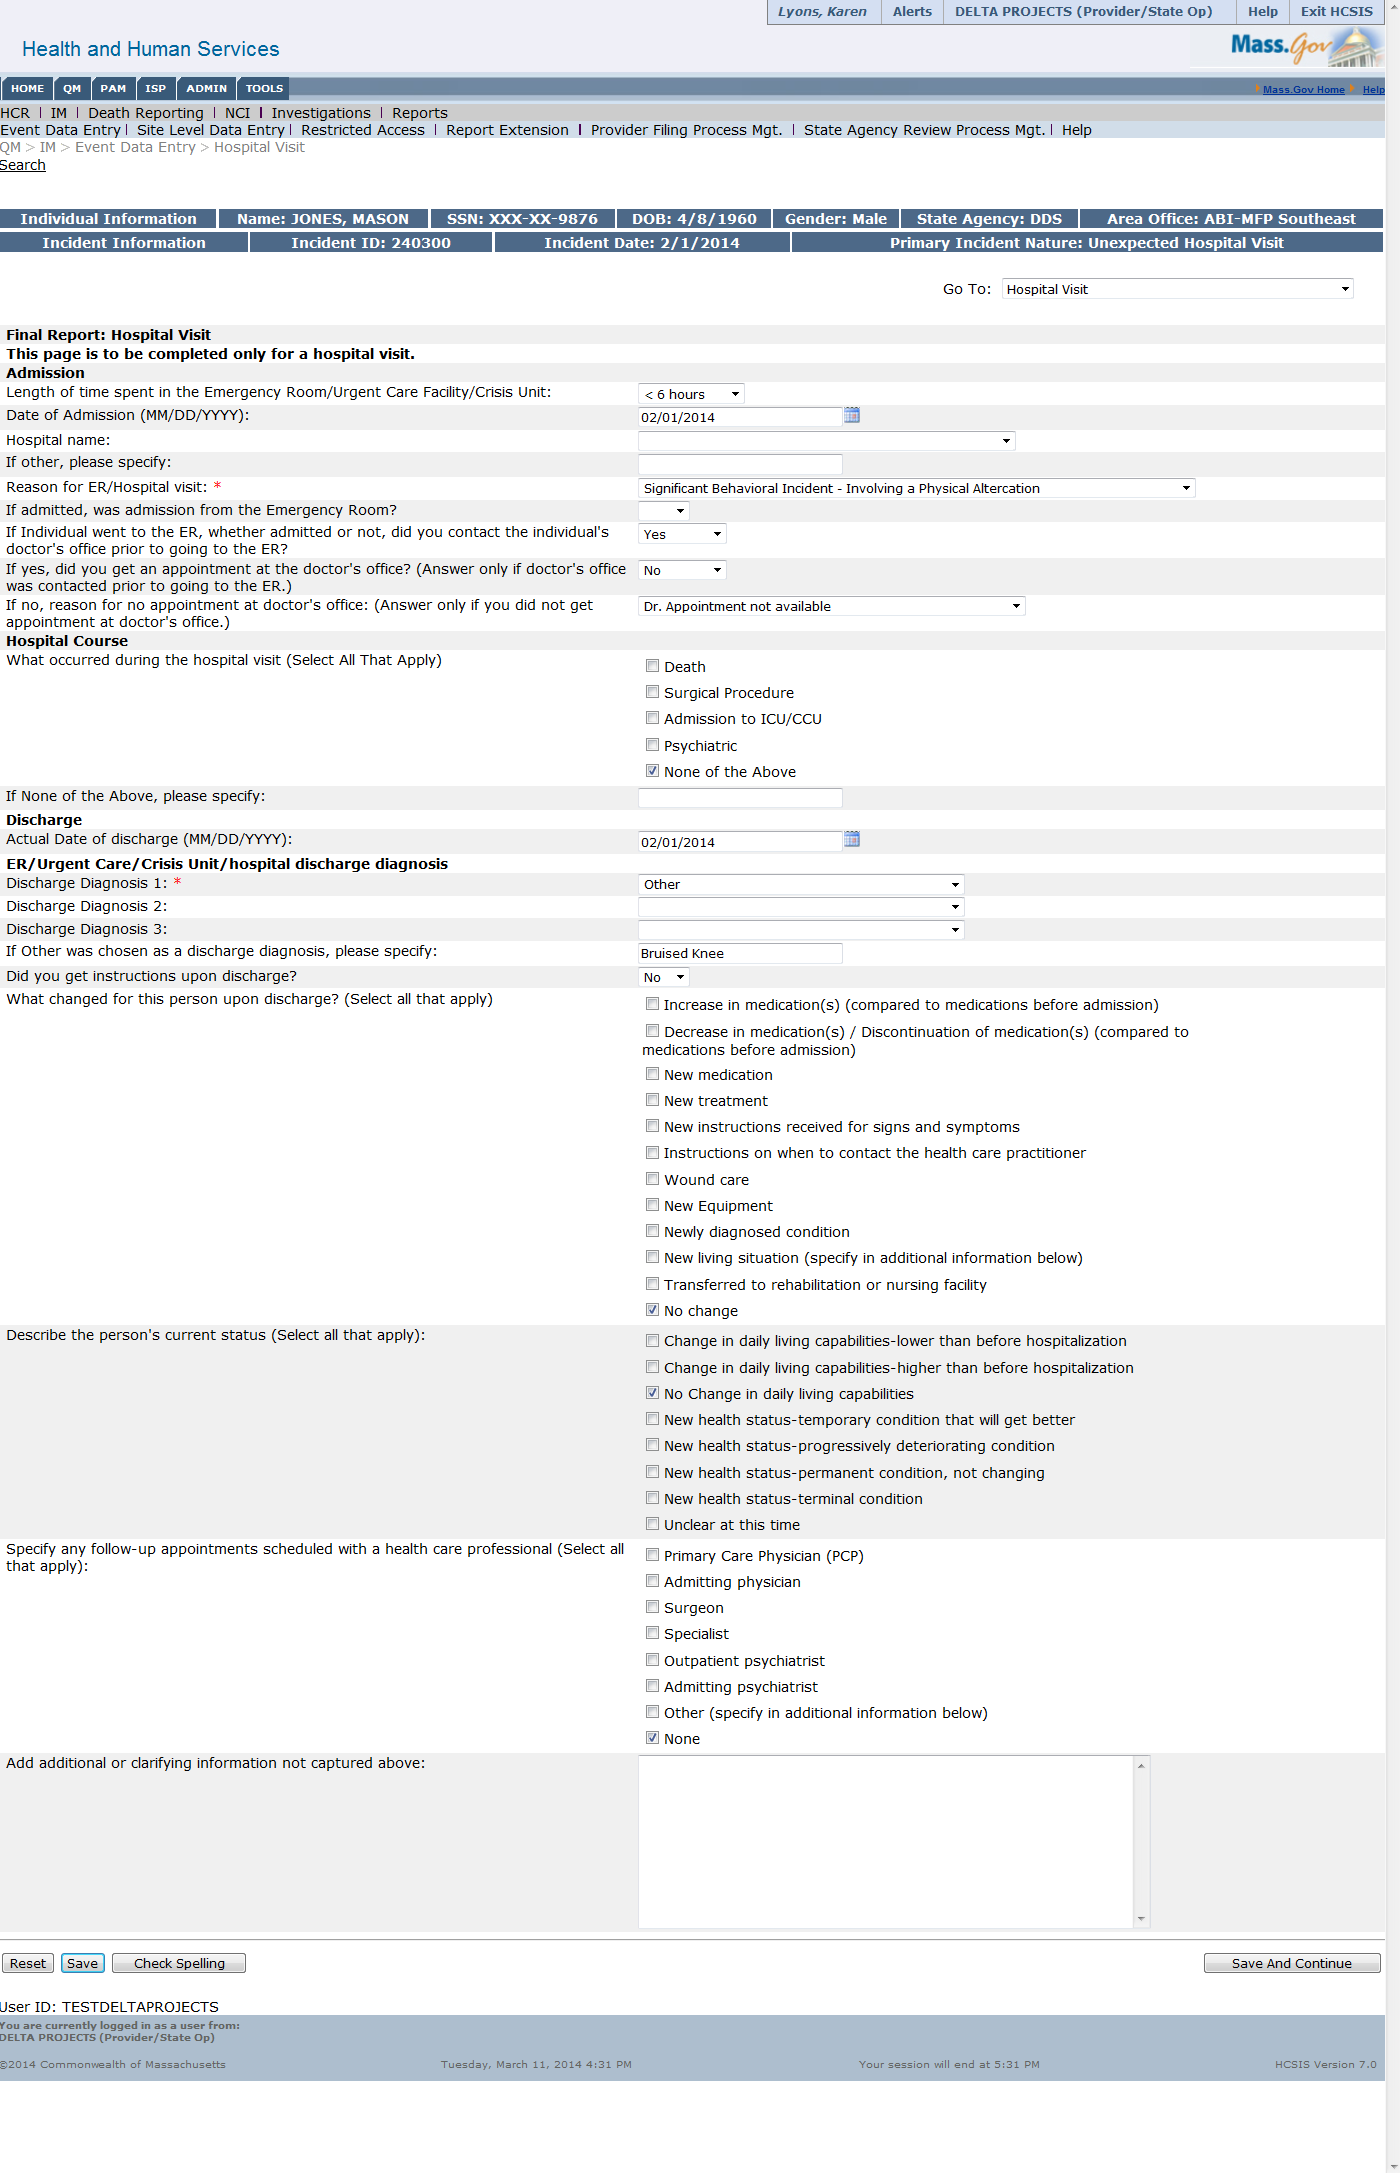 Lyons, Karen Alerts DELTA PROJECTS (Provider/State Op) Help Exit HCSIS
Health and Human Services
Mass.Gov
HOME QM PAM ISP ADMIN TOOLS
Mass.Gov Home Help
HCR | IM | Death Reporting | NCI | Investigations | Reports
Event Data Entry | Site Level Data Entry | Restricted Access | Report Extension | Provider Filing Process Mgt. | State Agency Review Process Mgt. | Help
QM > IM > Event Data Entry > Hospital Visit
Search
Individual Information Name: JONES, MASON SSN: XXX-XX-9876 DOB: 4/8/1960 Gender: Male State Agency: DDS Area Office: ABI-MFP Southeast
Incident Information Incident ID: 240300 Incident Date: 2/1/2014 Primary Incident Nature: Unexpected Hospital Visit
Go To: Hospital Visit
Final Report: Hospital Visit
This page is to be completed only for a hospital visit.
Admission
Length of time spent in the Emergency Room/Urgent Care Facility/Crisis Unit: < 6 hours
Date of Admission (MM/DD/YYYY): 02/01/2014
Hospital name:
If other, please specify:
Reason for ER/Hospital visit: * Significant Behavioral Incident - Involving a Physical Altercation
If admitted, was admission from the Emergency Room?
If Individual went to the ER, whether admitted or not, did you contact the individual's Yes
doctor's office prior to going to the ER?
If yes, did you get an appointment at the doctor's office? (Answer only if doctor's office No
was contacted prior to going to the ER.)
If no, reason for no appointment at doctor's office: (Answer only if you did not get Dr. Appointment not available
appointment at doctor's office.)
Hospital Course
What occurred during the hospital visit (Select All That Apply)
Death
Surgical Procedure
Admission to ICU/CCU
Psychiatric
None of the Above
If None of the Above, please specify:
Discharge
Actual Date of discharge (MM/DD/YYYY): 02/01/2014
ER/Urgent Care/Crisis Unit/hospital discharge diagnosis
Discharge Diagnosis 1: * Other
Discharge Diagnosis 2:
Discharge Diagnosis 3:
If Other was chosen as a discharge diagnosis, please specify: Bruised Knee
Did you get instructions upon discharge? No
What changed for this person upon discharge? (Select all that apply)
Increase in medication(s) (compared to medications before admission)
Decrease in medication(s) / Discontinuation of medication(s) (compared to
medications before admission)
New medication
New treatment
New instructions received for signs and symptoms
Instructions on when to contact the health care practitioner
Wound care
New Equipment
Newly diagnosed condition
New living situation (specify in additional information below)
Transferred to rehabilitation or nursing facility
No change
Describe the person's current status (Select all that apply):
Change in daily living capabilities-lower than before hospitalization
Change in daily living capabilities-higher than before hospitalization
No Change in daily living capabilities
New health status-temporary condition that will get better
New health status-progressively deteriorating condition
New health status-permanent condition, not changing
New health status-terminal condition
Unclear at this time
Specify any follow-up appointments scheduled with a health care professional (Select all
that apply):
Primary Care Physician (PCP)
Admitting physician
Surgeon
Specialist
Outpatient psychiatrist
Admitting psychiatrist
Other (specify in additional information below)
None
Add additional or clarifying information not captured above:
Reset Save Check Spelling Save And Continue
User ID: TESTDELTAPROJECTS
You are currently logged in as a user from:
DELTA PROJECTS (Provider/State Op)
©2014 Commonwealth of Massachusetts Tuesday, March 11, 2014 4:31 PM Your session will end at 5:31 PM HCSIS Version 7.0